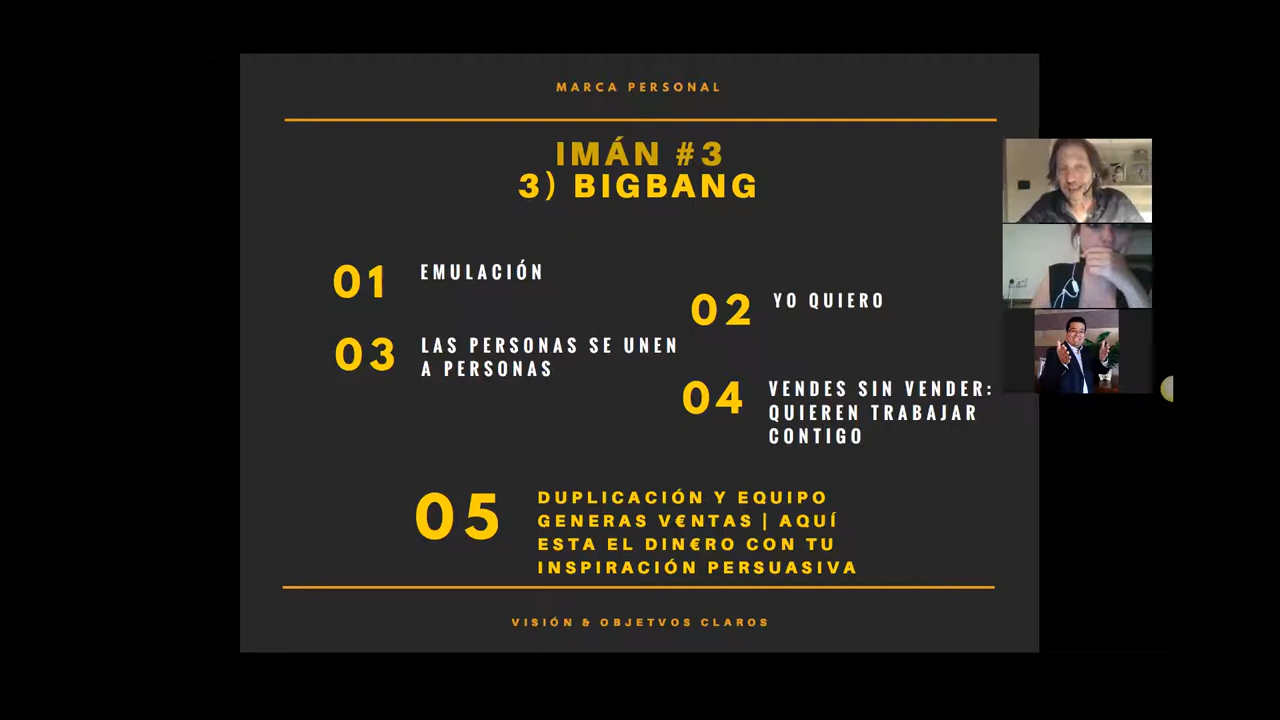 MARCA PERSONAL
IMÁN #3
3) BIGBANG
01
EMULACIÓN
02
YO QUIERO
03
LAS PERSONAS SE UNEN
A PERSONAS
04
VENDES SIN VENDER:
QUIEREN TRABAJAR
CONTIGO
05
DUPLICACIÓN Y EQUIPO
GENERAS V€NTAS | AQUÍ
ESTA EL DIN€RO CON TU
INSPIRACIÓN PERSUASIVA
VISIÓN & OBJETVOS CLAROS